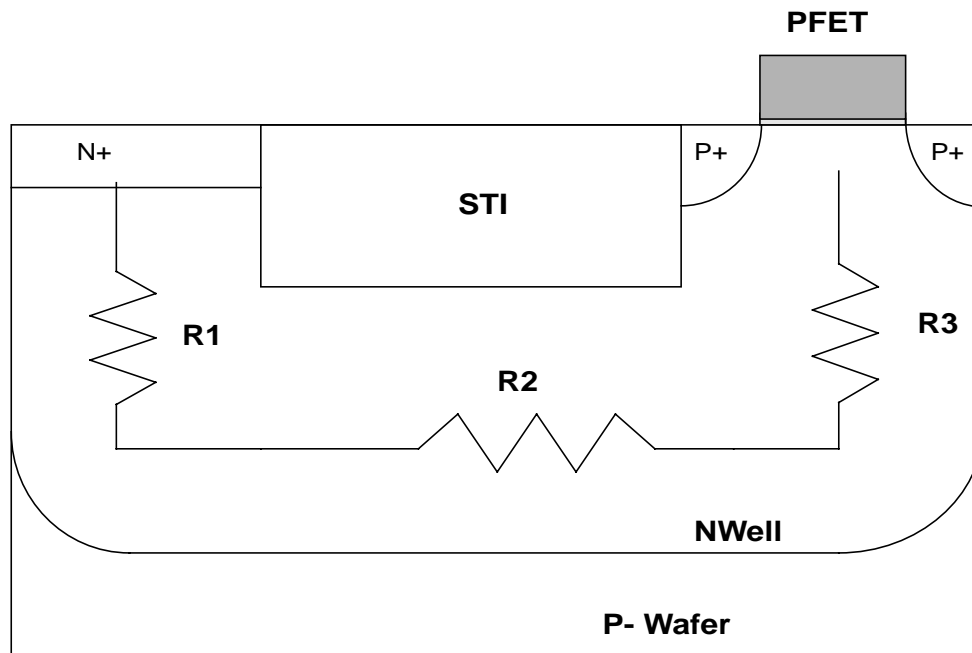 PFET
N+
P+
P+
STI
R1
R3
R2
NWell
P- Wafer